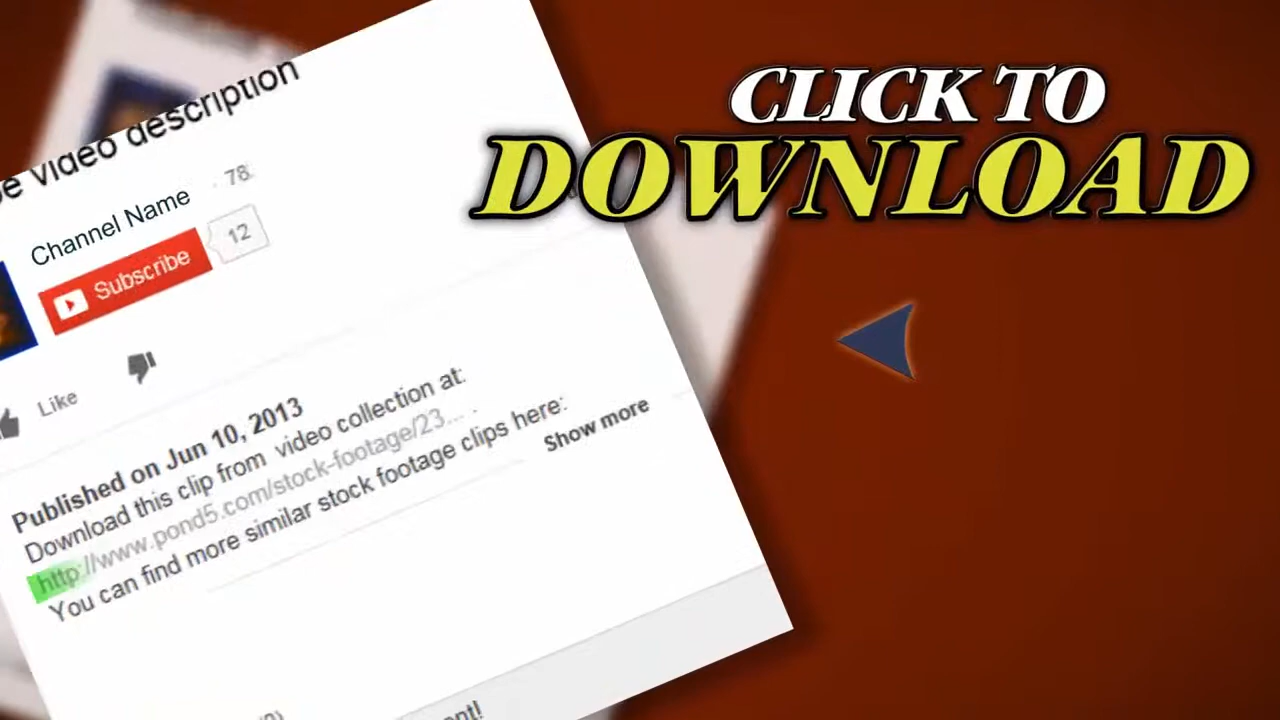 CLICK TO
DOWNLOAD
video description
Channel Name
78
Subscribe
12
Like
Published on Jun 10, 2013
Download this clip from video collection at:
http://www.pond5.com/stock-footage/23...
You can find more similar stock footage clips here:
Show more